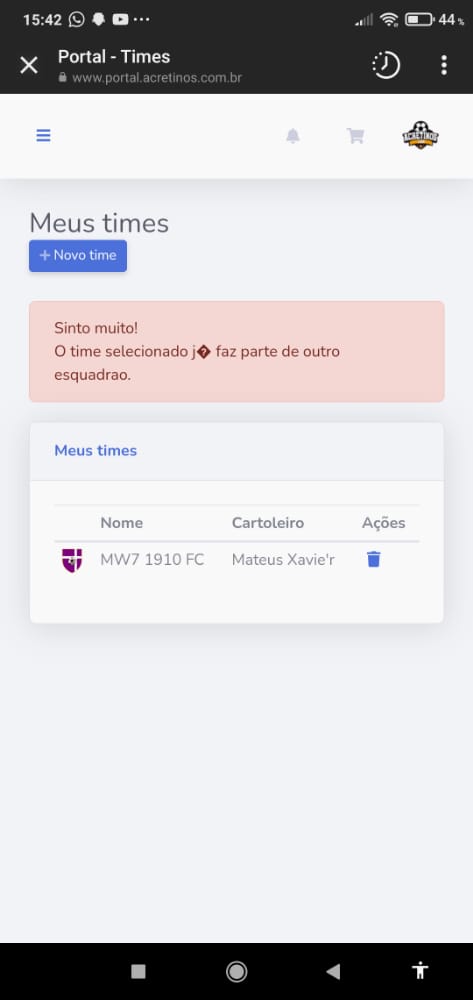 15:42
44%
Portal - Times
www.portal.acretinos.com.br
ACRETINOS
Meus times
+ Novo time
Sinto muito!
O time selecionado j� faz parte de outro
esquadrao.
Meus times
Nome Cartoleiro Ações
MW7 1910 FC Mateus Xavie'r